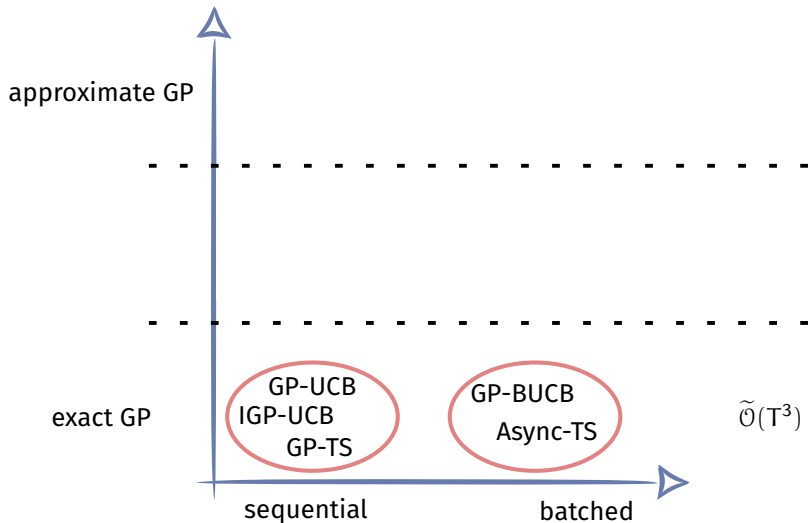 approximate GP
exact GP
GP-UCB
IGP-UCB
GP-TS
GP-BUCB
Async-TS
Õ(T³)
sequential
batched